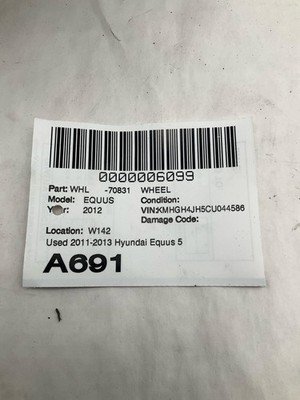 0000006099
Part: WHL -70831 WHEEL
Model: EQUUS Condition:
Year: 2012 VIN:KMHGH4JH5CU044586
Damage Code:
Location: W142
Used 2011-2013 Hyundai Equus 5
A691